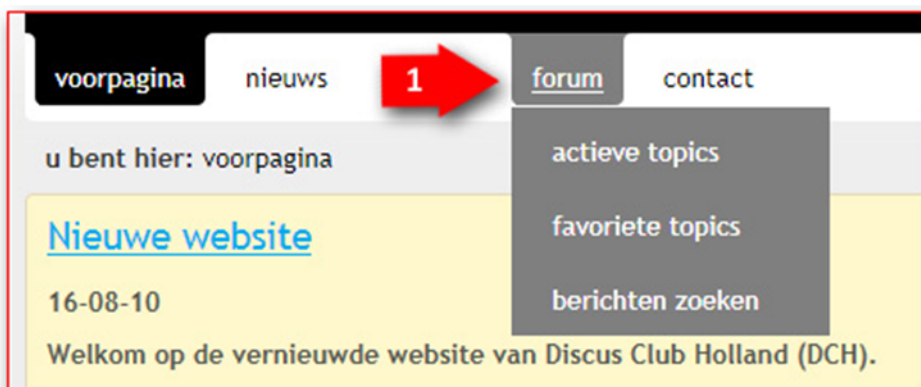 voorpagina nieuws 1 forum contact
u bent hier: voorpagina
actieve topics
Nieuwe website
favoriete topics
16-08-10
berichten zoeken
Welkom op de vernieuwde website van Discus Club Holland (DCH).